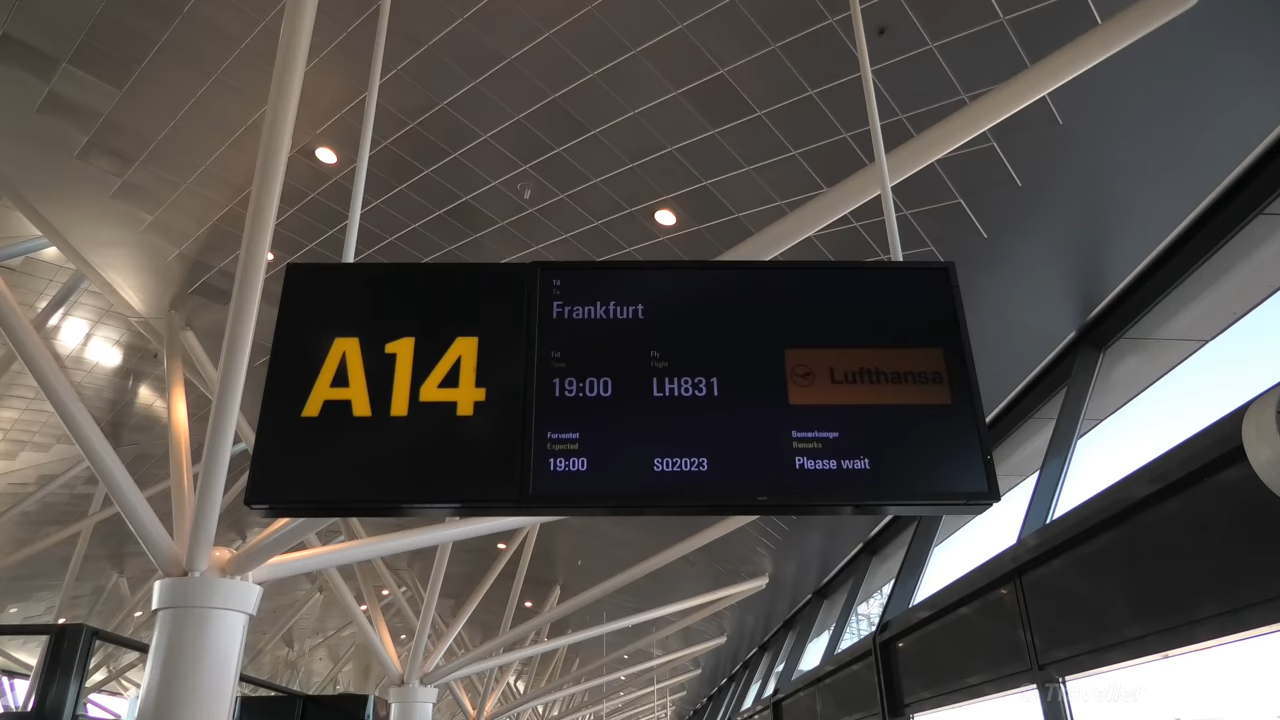 A14
Til
To
Frankfurt
Tid
Time
Fly
Flight
19:00
LH831
Lufthansa
Forventet
Expected
Bemærkninger
Remarks
19:00
SQ2023
Please wait
Traveller